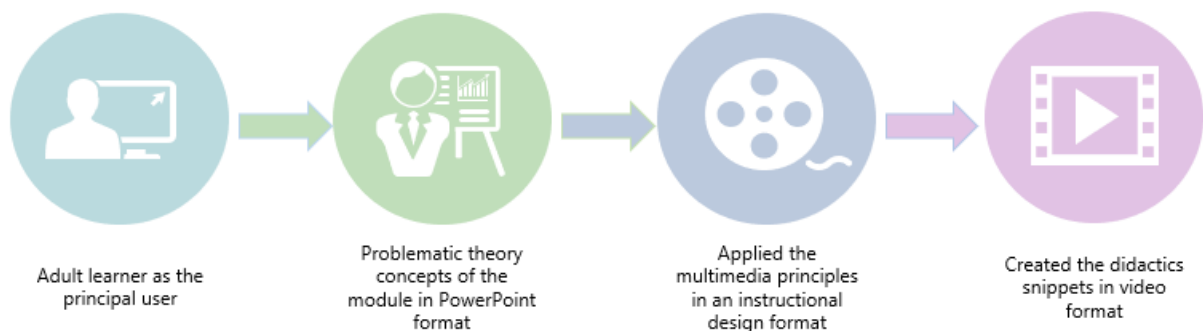 Adult learner as the
principal user
Problematic theory
concepts of the
module in PowerPoint
format
Applied the
multimedia principles
in an instructional
design format
Created the didactics
snippets in video
format